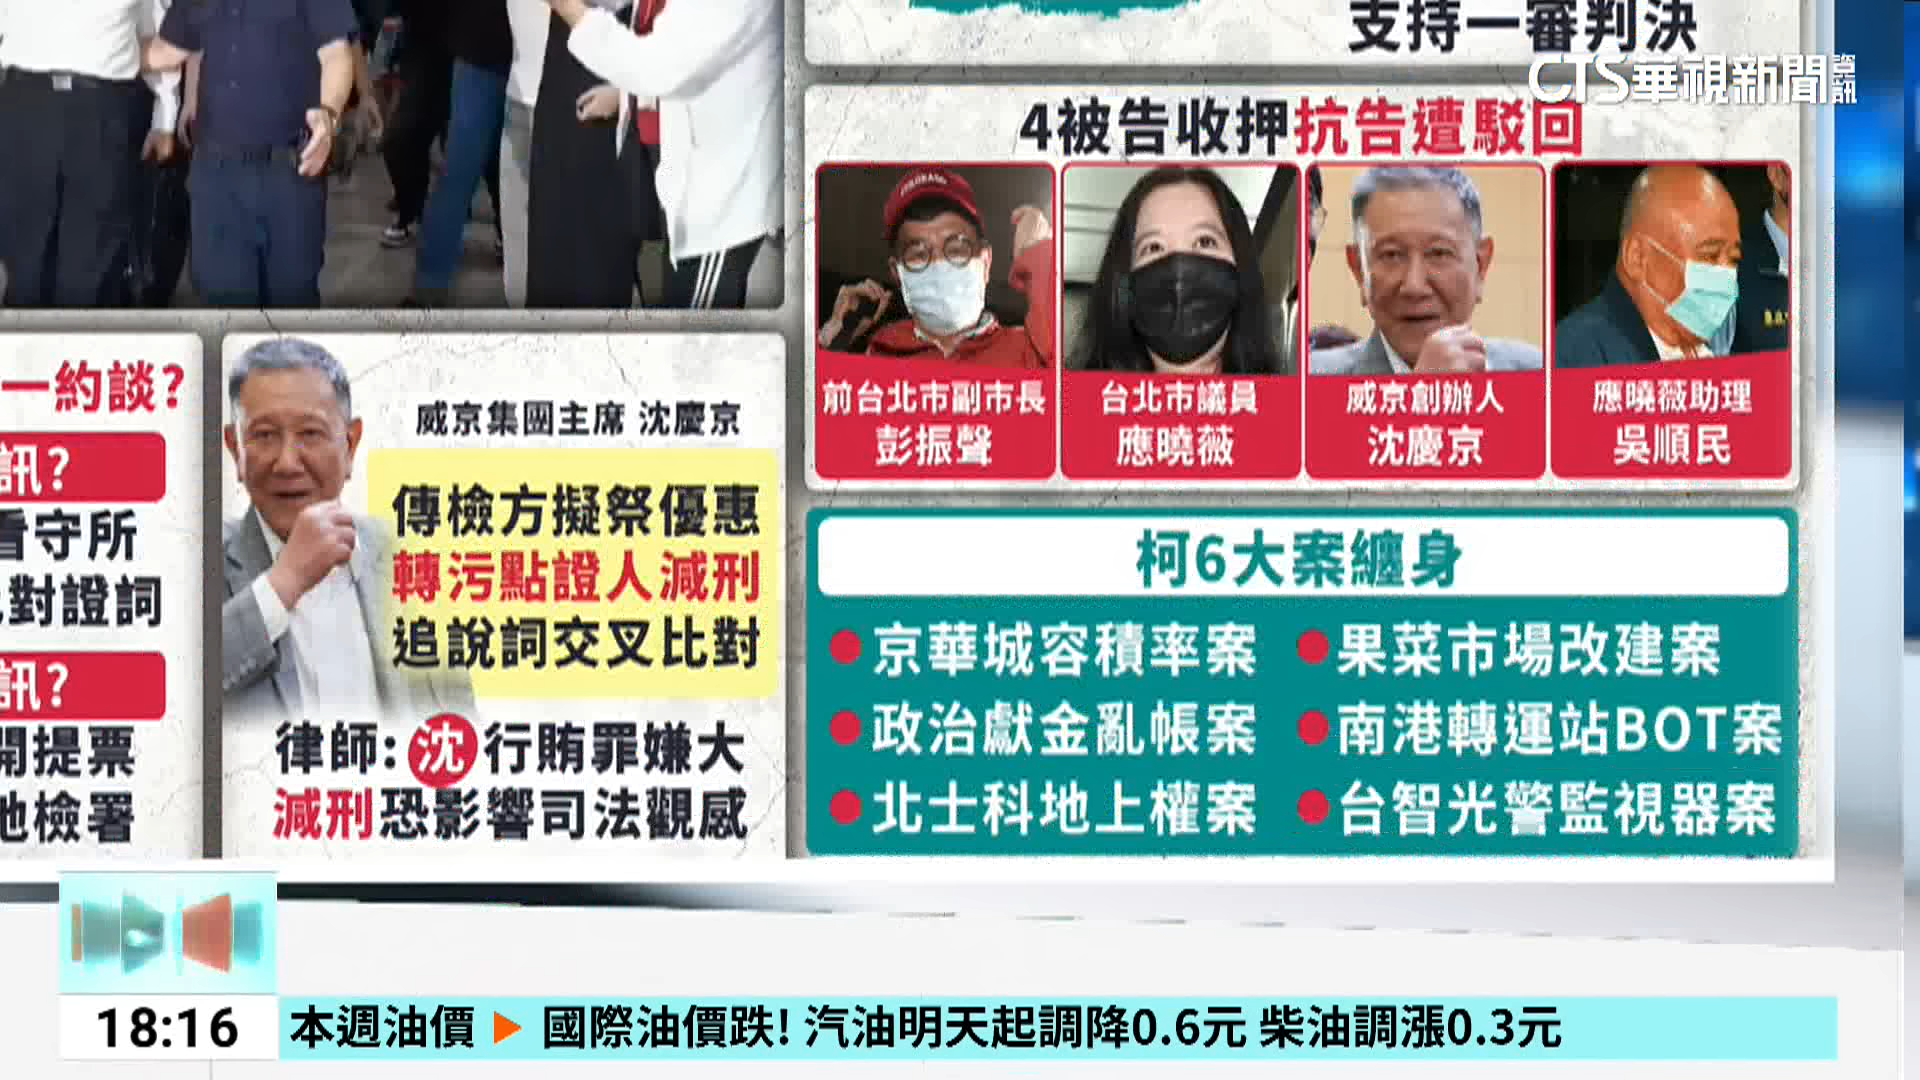 支持一審判決
CTS華視新聞資訊
4被告收押抗告遭駁回
前台北市副市長
彭振聲
台北市議員
應曉薇
威京創辦人
沈慶京
應曉薇助理
吳順民
一約談?
訊?
看守所
對證詞
訊?
開提票
地檢署
威京集團主席 沈慶京
傳檢方擬祭優惠
轉污點證人減刑
追說詞交叉比對
律師:沈行賄罪嫌大
減刑恐影響司法觀感
柯6大案纏身
京華城容積率案
果菜市場改建案
政治獻金亂帳案
南港轉運站BOT案
北士科地上權案
台智光警監視器案
18:16
本週油價 ▶ 國際油價跌! 汽油明天起調降0.6元 柴油調漲0.3元